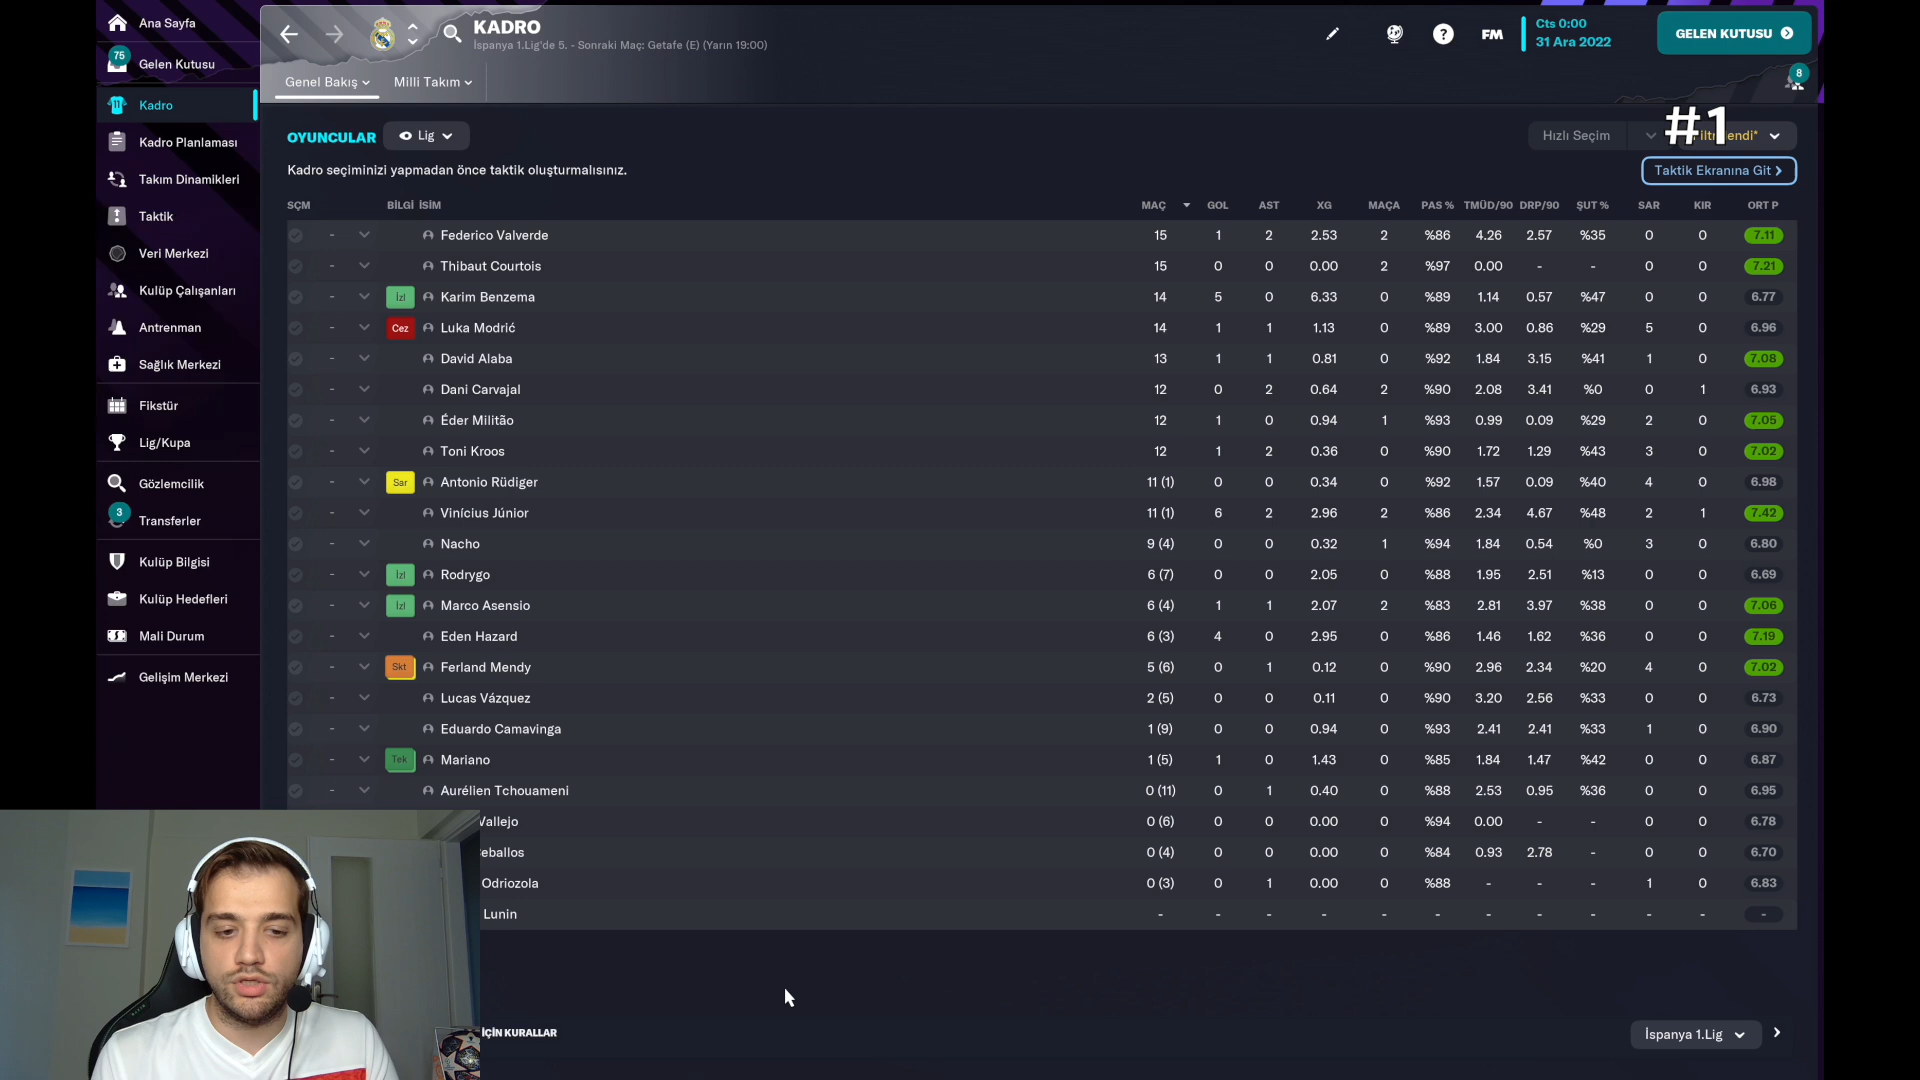 Ana Sayfa
75
Gelen Kutusu
Kadro
Kadro Planlaması
Takım Dinamikleri
Taktik
Veri Merkezi
Kulüp Çalışanları
Antrenman
Sağlık Merkezi
Fikstür
Lig/Kupa
Gözlemcilik
3
Transferler
Kulüp Bilgisi
Kulüp Hedefleri
Mali Durum
Gelişim Merkezi
KADRO
İspanya 1.Lig'de 5. - Sonraki Maç: Getafe (E) (Yarın 19:00)
FM
Cts 0:00
31 Ara 2022
GELEN KUTUSU
Genel Bakış Milli Takım
8
OYUNCULAR Lig
Hızlı Seçim
#1
Kadro seçiminizi yapmadan önce taktik oluşturmalısınız.
Taktik Ekranına Git >
SÇM BİLGİ İSİM MAÇ GOL AST XG MAÇA PAS % TMÜD/90 DRP/90 ŞUT % SAR KIR ORT P
- Federico Valverde 15 1 2 2.53 2 %86 4.26 2.57 %35 0 0 7.11
- Thibaut Courtois 15 0 0 0.00 2 %97 0.00 - - 0 0 7.21
- İzl Karim Benzema 14 5 0 6.33 0 %89 1.14 0.57 %47 0 0 6.77
- Cez Luka Modrić 14 1 1 1.13 0 %89 3.00 0.86 %29 5 0 6.96
- David Alaba 13 1 1 0.81 0 %92 1.84 3.15 %41 1 0 7.08
- Dani Carvajal 12 0 2 0.64 2 %90 2.08 3.41 %0 0 1 6.93
- Éder Militão 12 1 0 0.94 1 %93 0.99 0.09 %29 2 0 7.05
- Toni Kroos 12 1 2 0.36 0 %90 1.72 1.29 %43 3 0 7.02
- Sar Antonio Rüdiger 11 (1) 0 0 0.34 0 %92 1.57 0.09 %40 4 0 6.98
- Vinícius Júnior 11 (1) 6 2 2.96 2 %86 2.34 4.67 %48 2 1 7.42
- Nacho 9 (4) 0 0 0.32 1 %94 1.84 0.54 %0 3 0 6.80
- İzl Rodrygo 6 (7) 0 0 2.05 0 %88 1.95 2.51 %13 0 0 6.69
- İzl Marco Asensio 6 (4) 1 1 2.07 2 %83 2.81 3.97 %38 0 0 7.06
- Eden Hazard 6 (3) 4 0 2.95 0 %86 1.46 1.62 %36 0 0 7.19
- Skt Ferland Mendy 5 (6) 0 1 0.12 0 %90 2.96 2.34 %20 4 0 7.02
- Lucas Vázquez 2 (5) 0 0 0.11 0 %90 3.20 2.56 %33 0 0 6.73
- Eduardo Camavinga 1 (9) 0 0 0.94 0 %93 2.41 2.41 %33 1 0 6.90
- Tek Mariano 1 (5) 1 0 1.43 0 %85 1.84 1.47 %42 0 0 6.87
- Aurélien Tchouameni 0 (11) 0 1 0.40 0 %88 2.53 0.95 %36 0 0 6.95
Vallejo 0 (6) 0 0 0.00 0 %94 0.00 - - 0 0 6.78
eballos 0 (4) 0 0 0.00 0 %84 0.93 2.78 - 0 0 6.70
Odriozola 0 (3) 0 1 0.00 0 %88 - - - 1 0 6.83
Lunin - - - - - - - - - - - -
İÇİN KURALLAR
İspanya 1.Lig